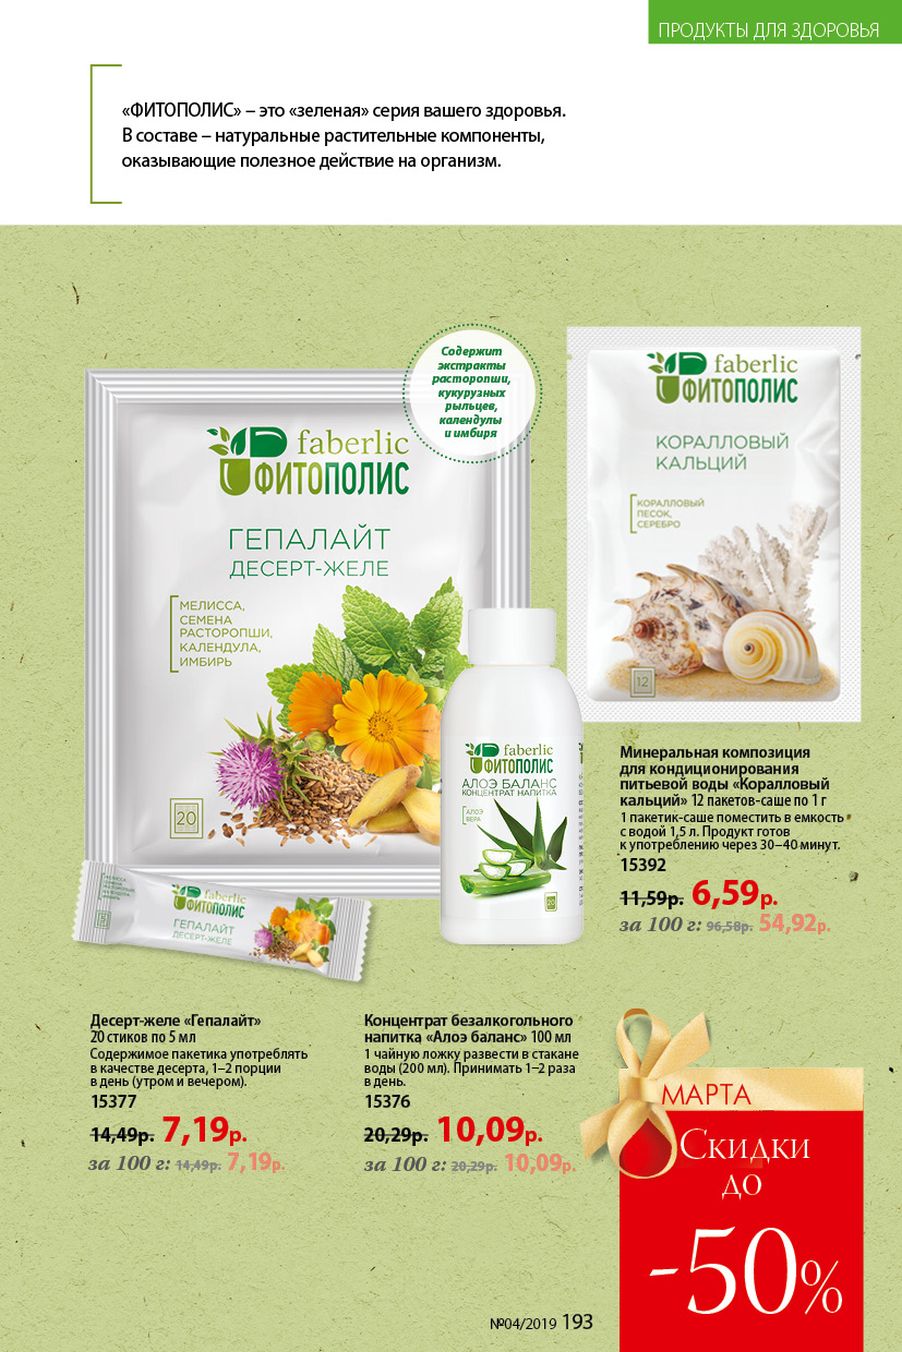 ПРОДУКТЫ ДЛЯ ЗДОРОВЬЯ
«ФИТОПОЛИС» – это «зеленая» серия вашего здоровья.
В составе – натуральные растительные компоненты,
оказывающие полезное действие на организм.
Содержит
экстракты
расторопши,
кукурузных
рыльцев,
календулы
и имбиря
faberlic
ФИТОПОЛИС
ГЕПАЛАЙТ
ДЕСЕРТ-ЖЕЛЕ
МЕЛИССА,
СЕМЕНА
РАСТОРОПШИ,
КАЛЕНДУЛА,
ИМБИРЬ
20
faberlic
ФИТОПОЛИС
КОРАЛЛОВЫЙ
КАЛЬЦИЙ
КОРАЛЛОВЫЙ
ПЕСОК,
СЕРЕБРО
12
faberlic
ФИТОПОЛИС
АЛОЭ БАЛАНС
КОНЦЕНТРАТ НАПИТКА
АЛОЭ
ВЕРА
20
faberlic
ФИТОПОЛИС
ГЕПАЛАЙТ
ДЕСЕРТ-ЖЕЛЕ
Минеральная композиция
для кондиционирования
питьевой воды «Коралловый
кальций» 12 пакетов-саше по 1 г
1 пакетик-саше поместить в емкость
с водой 1,5 л. Продукт готов
к употреблению через 30–40 минут.
15392
11,59р. 6,59р.
за 100 г: 96,58р. 54,92р.
Десерт-желе «Гепалайт»
20 стиков по 5 мл
Содержимое пакетика употреблять
в качестве десерта, 1–2 порции
в день (утром и вечером).
15377
14,49р. 7,19р.
за 100 г: 14,49р. 7,19р.
Концентрат безалкогольного
напитка «Алоэ баланс» 100 мл
1 чайную ложку развести в стакане
воды (200 мл). Принимать 1–2 раза
в день.
15376
20,29р. 10,09р.
за 100 г: 20,29р. 10,09р.
МАРТА
Скидки
до
-50%
№04/2019 193